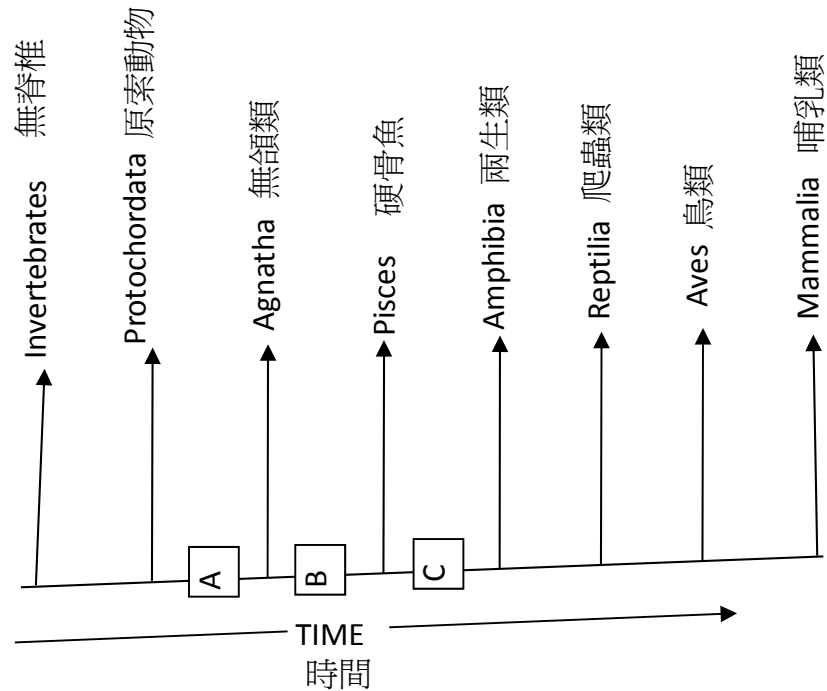 Invertebrates 無脊椎
Protochordata 原索動物
Agnatha 無頜類
Pisces 硬骨魚
Amphibia 兩生類
Reptilia 爬蟲類
Aves 鳥類
Mammalia 哺乳類
A
B
C
TIME
時間